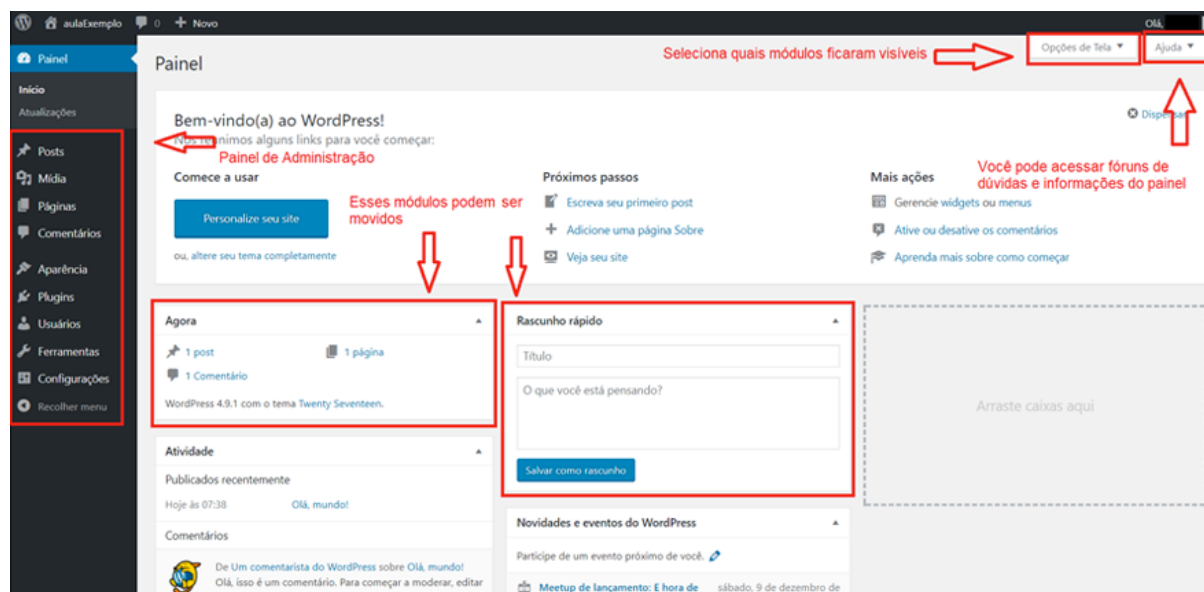 aulaExemplo 0 + Novo
Olá,
Painel
Início
Atualizações
Posts
Mídia
Páginas
Comentários
Aparência
Plugins
Usuários
Ferramentas
Configurações
Recolher menu
Painel
Seleciona quais módulos ficaram visíveis
Opções de Tela
Ajuda
Bem-vindo(a) ao WordPress!
Nós reunimos alguns links para você começar:
Dispensar
Painel de Administração
Você pode acessar fóruns de
dúvidas e informações do painel
Comece a usar
Personalize seu site
ou, altere seu tema completamente
Esses módulos podem ser
movidos
Próximos passos
Escreva seu primeiro post
Adicione uma página Sobre
Veja seu site
Mais ações
Gerencie widgets ou menus
Ative ou desative os comentários
Aprenda mais sobre como começar
Agora
1 post
1 página
1 Comentário
WordPress 4.9.1 com o tema Twenty Seventeen.
Atividade
Publicados recentemente
Hoje às 07:38 Olá, mundo!
Comentários
De Um comentarista do WordPress sobre Olá, mundo!
Olá, isso é um comentário. Para começar a moderar, editar
Rascunho rápido
Título
O que você está pensando?
Salvar como rascunho
Novidades e eventos do WordPress
Participe de um evento próximo de você.
Meetup de lançamento: E hora de
sábado, 9 de dezembro de
Arraste caixas aqui